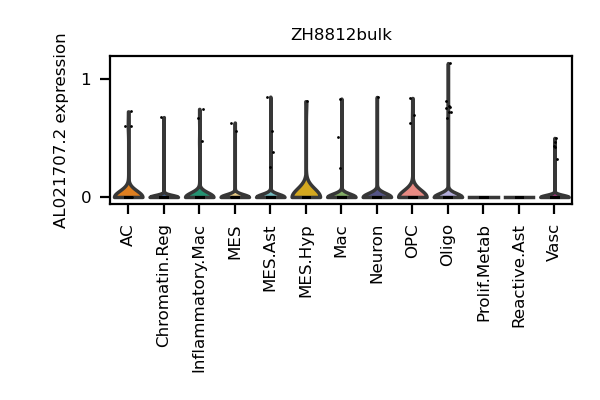 ZH8812bulk
AL021707.2 expression
1
0
AC
Chromatin.Reg
Inflammatory.Mac
MES
MES.Ast
MES.Hyp
Mac
Neuron
OPC
Oligo
Prolif.Metab
Reactive.Ast
Vasc